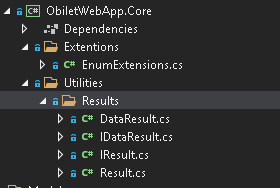 ObiletWebApp.Core
Dependencies
Extentions
C# EnumExtensions.cs
Utilities
Results
C# DataResult.cs
C# IDataResult.cs
C# IResult.cs
C# Result.cs